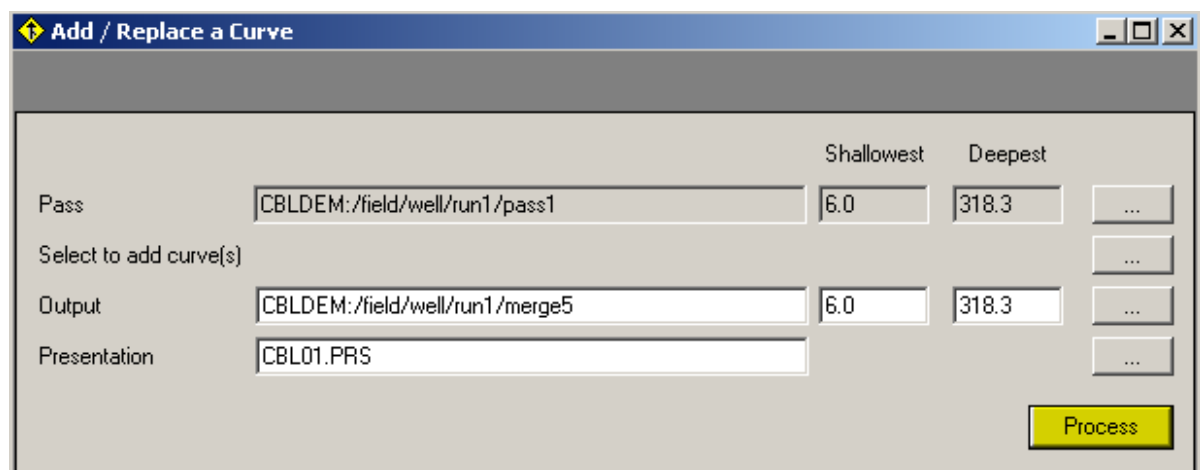 Add / Replace a Curve
Shallowest Deepest
Pass CBLDEM:/field/well/run1/pass1 6.0 318.3 ...
Select to add curve(s) ...
Output CBLDEM:/field/well/run1/merge5 6.0 318.3 ...
Presentation CBL01.PRS ...
Process